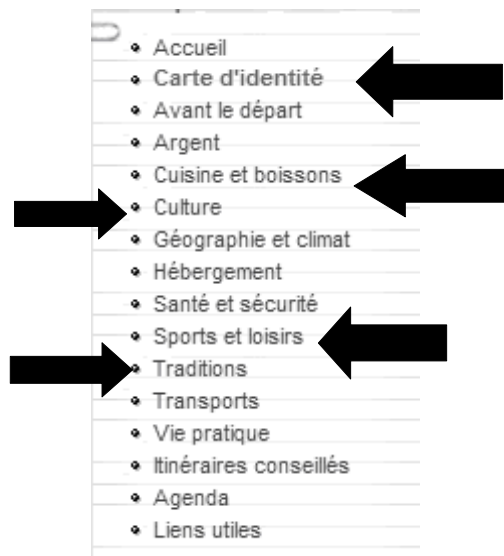 Accueil
Carte d'identité
Avant le départ
Argent
Cuisine et boissons
Culture
Géographie et climat
Hébergement
Santé et sécurité
Sports et loisirs
Traditions
Transports
Vie pratique
Itinéraires conseillés
Agenda
Liens utiles